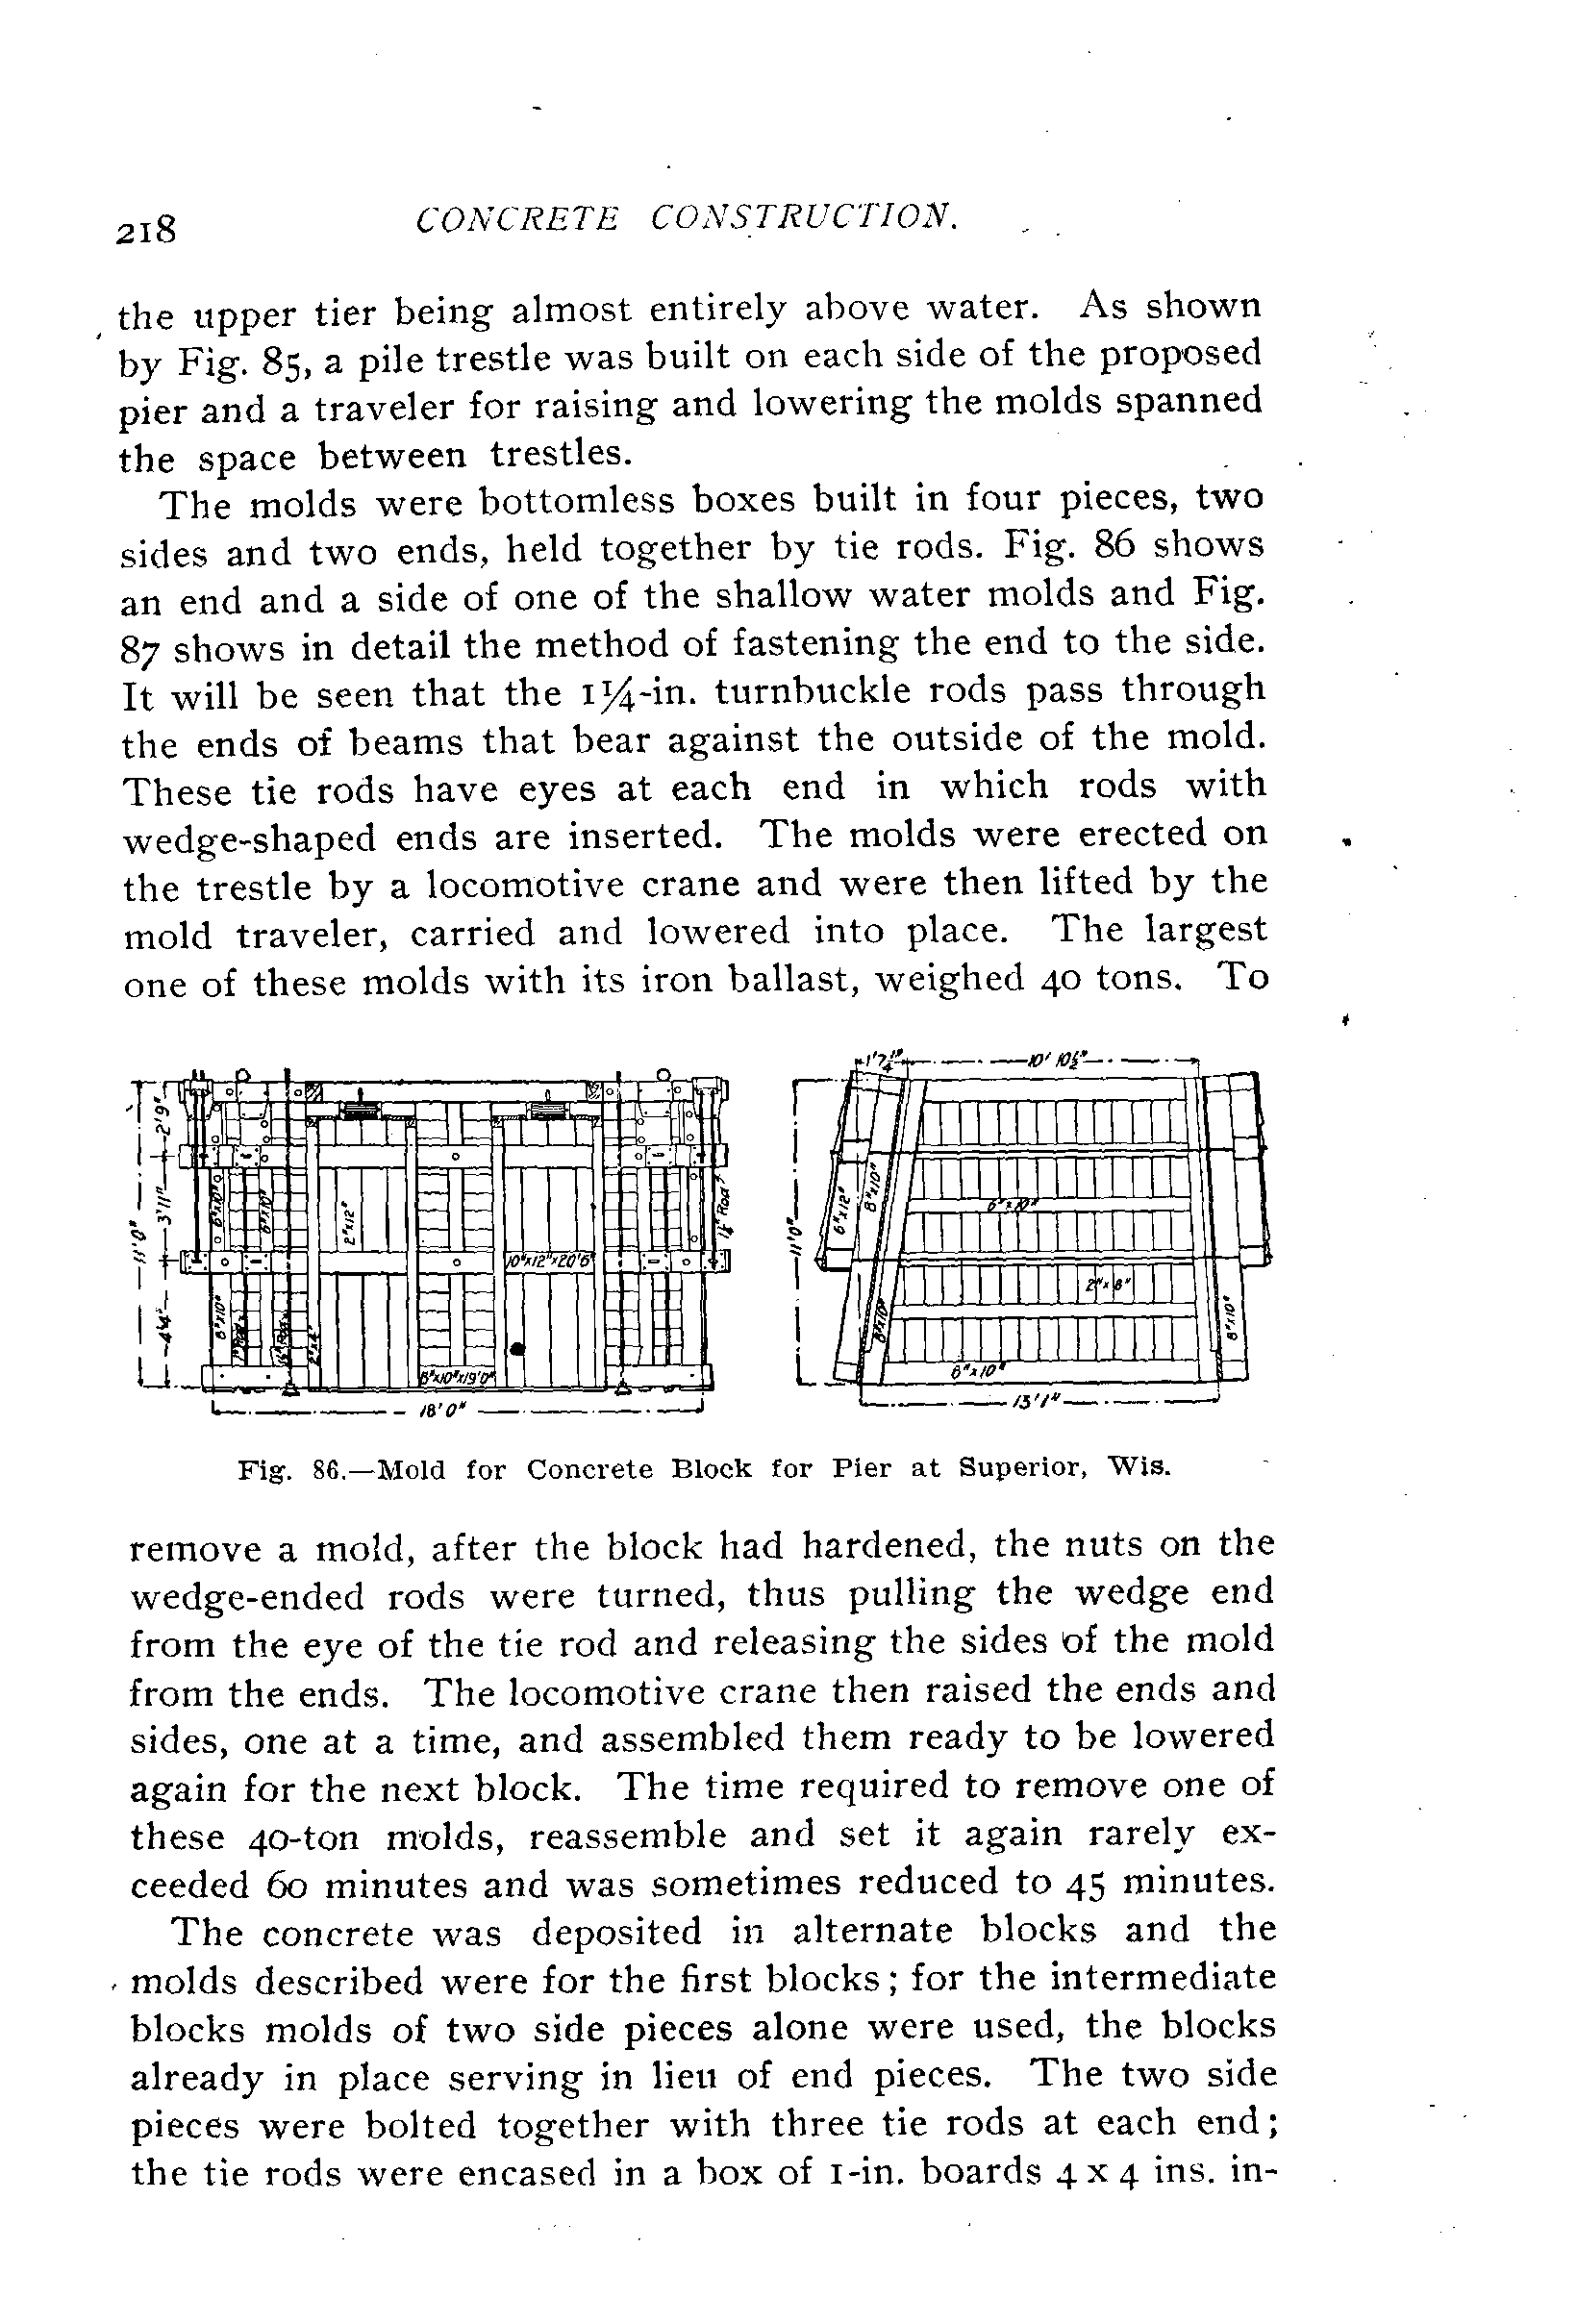 218
CONCRETE CONSTRUCTION.
the upper tier being almost entirely above water. As shown
by Fig. 85, a pile trestle was built on each side of the proposed
pier and a traveler for raising and lowering the molds spanned
the space between trestles.
The molds were bottomless boxes built in four pieces, two
sides and two ends, held together by tie rods. Fig. 86 shows
an end and a side of one of the shallow water molds and Fig.
87 shows in detail the method of fastening the end to the side.
It will be seen that the 1¼-in. turnbuckle rods pass through
the ends of beams that bear against the outside of the mold.
These tie rods have eyes at each end in which rods with
wedge-shaped ends are inserted. The molds were erected on
the trestle by a locomotive crane and were then lifted by the
mold traveler, carried and lowered into place. The largest
one of these molds with its iron ballast, weighed 40 tons. To
2'9"
3'11"
11'0"
4'4"
6"x10"
6"x10"
2"x12"
10"x12"x20'6"
8"x10"
2"x4"
8"x10"x19'0"
18'0"
10' 10½"
11'0"
6"x12"
8"x10"
6"x10"
2"x8"
8"x10"
8"x10"
6"x10"
13'1"
Fig. 86.—Mold for Concrete Block for Pier at Superior, Wis.
remove a mold, after the block had hardened, the nuts on the
wedge-ended rods were turned, thus pulling the wedge end
from the eye of the tie rod and releasing the sides of the mold
from the ends. The locomotive crane then raised the ends and
sides, one at a time, and assembled them ready to be lowered
again for the next block. The time required to remove one of
these 40-ton molds, reassemble and set it again rarely ex-
ceeded 60 minutes and was sometimes reduced to 45 minutes.
The concrete was deposited in alternate blocks and the
molds described were for the first blocks; for the intermediate
blocks molds of two side pieces alone were used, the blocks
already in place serving in lieu of end pieces. The two side
pieces were bolted together with three tie rods at each end;
the tie rods were encased in a box of 1-in. boards 4 x 4 ins. in-